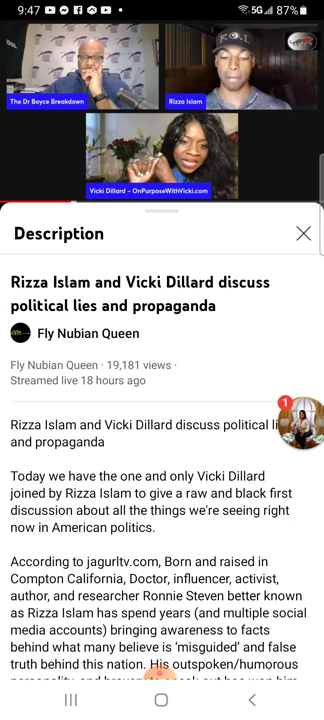 9:47
5G 87%
The Dr Boyce Breakdown
Rizza Islam
Vicki Dillard ~ OnPurposeWithVicki.com
Description
Rizza Islam and Vicki Dillard discuss
political lies and propaganda
Fly Nubian Queen
Fly Nubian Queen · 19,181 views ·
Streamed live 18 hours ago
1
Rizza Islam and Vicki Dillard discuss political li
and propaganda
Today we have the one and only Vicki Dillard
joined by Rizza Islam to give a raw and black first
discussion about all the things we're seeing right
now in American politics.
According to jagurltv.com, Born and raised in
Compton California, Doctor, influencer, activist,
author, and researcher Ronnie Steven better known
as Rizza Islam has spend years (and multiple social
media accounts) bringing awareness to facts
behind what many believe is ‘misguided’ and false
truth behind this nation. His outspoken/humorous